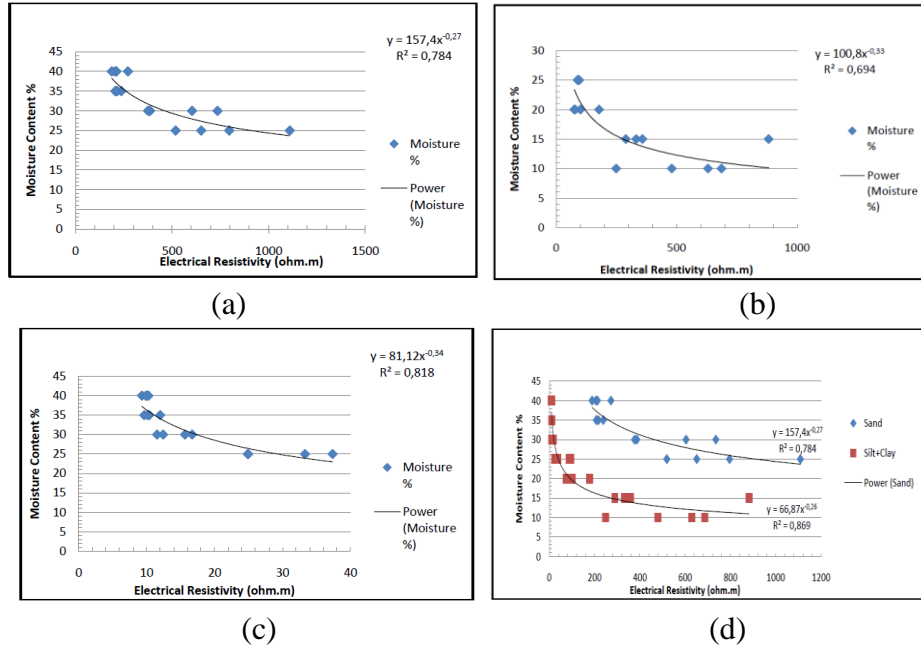 y = 157,4x^-0,27
R² = 0,784
Moisture Content %
45
40
35
30
25
20
15
10
5
0
0 500 1000 1500
Electrical Resistivity (ohm.m)
Moisture
%
Power
(Moisture
%)
(a)
y = 100,8x^-0,33
R² = 0,694
Moisture Content %
30
25
20
15
10
5
0
0 500 1000
Electrical Resistivity (ohm.m)
Moisture
%
Power
(Moisture
%)
(b)
y = 81,12x^-0,34
R² = 0,818
Moisture Content %
45
40
35
30
25
20
15
10
5
0
0 10 20 30 40
Electrical Resistivity (ohm.m)
Moisture
%
Power
(Moisture
%)
(c)
Moisture Content %
45
40
35
30
25
20
15
10
5
0
0 200 400 600 800 1000 1200
Electrical Resistivity (ohm.m)
y = 157,4x^-0,27
R² = 0,784
y = 66,87x^-0,26
R² = 0,869
Sand
Silt+Clay
Power (Sand)
(d)